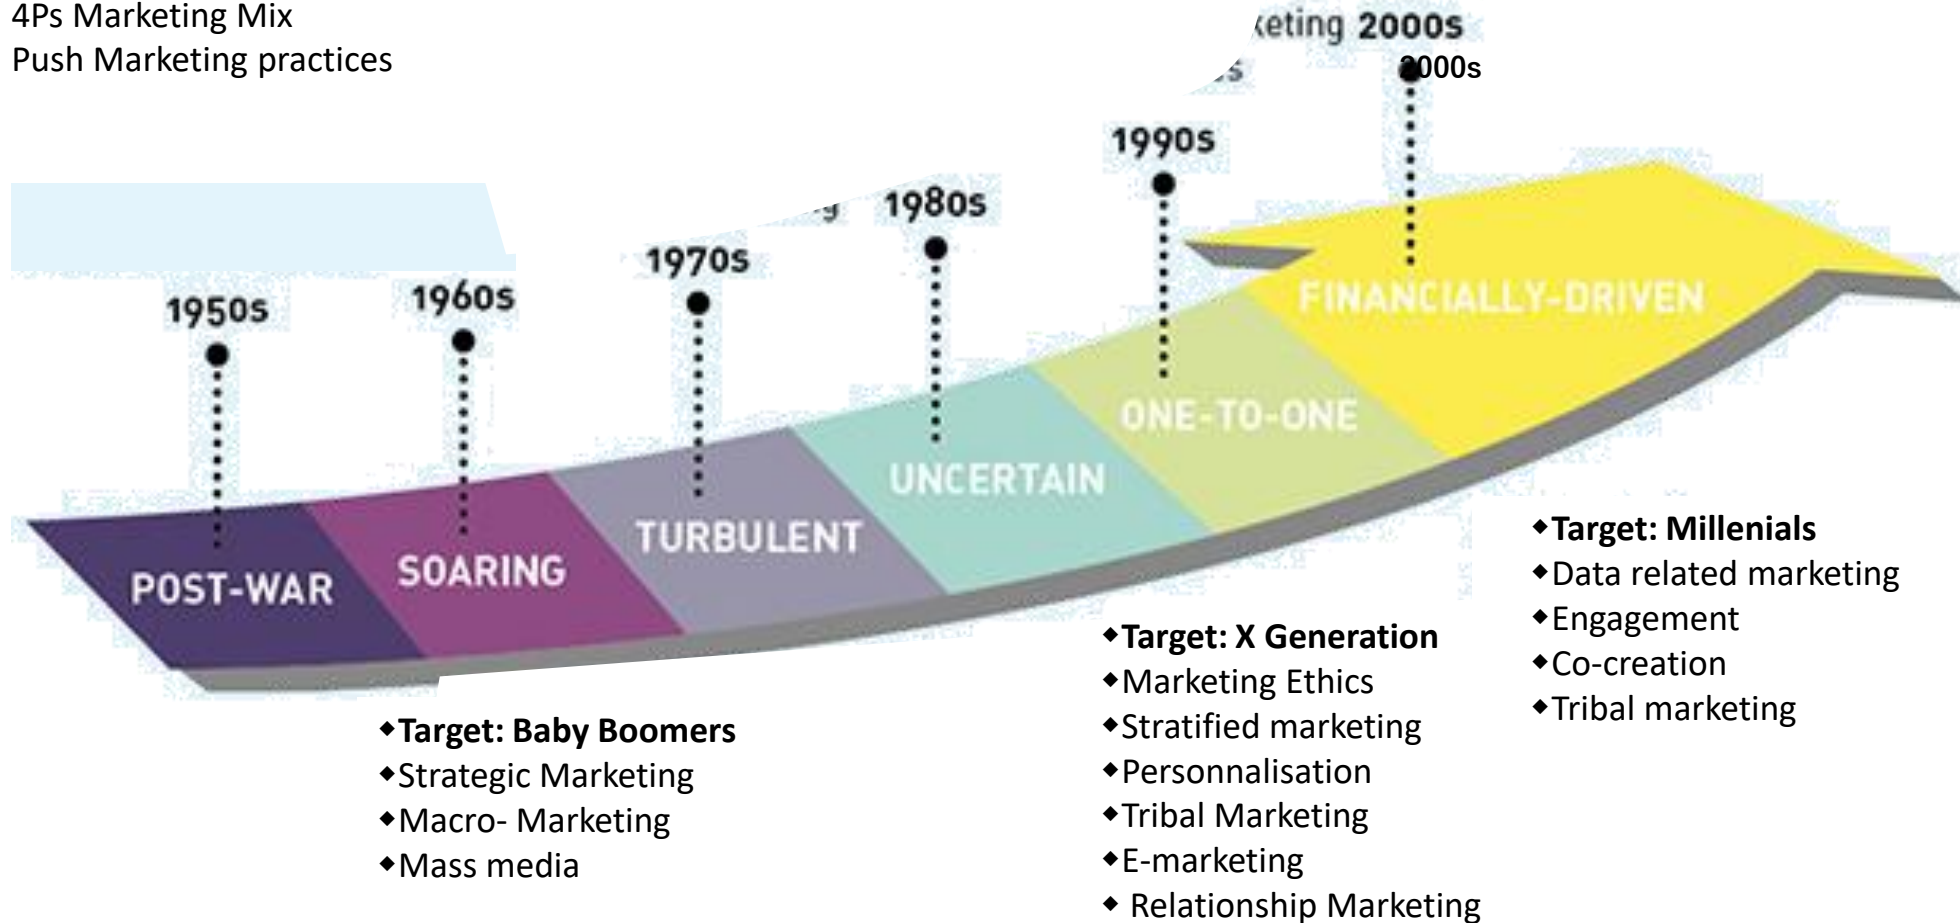 4Ps Marketing Mix
Push Marketing practices
2000s
2000s
1990s
1980s
1970s
1960s
1950s
FINANCIALLY-DRIVEN
ONE-TO-ONE
UNCERTAIN
TURBULENT
SOARING
POST-WAR
◆Target: Baby Boomers
◆Strategic Marketing
◆Macro- Marketing
◆Mass media
◆Target: X Generation
◆Marketing Ethics
◆Stratified marketing
◆Personnalisation
◆Tribal Marketing
◆E-marketing
◆ Relationship Marketing
◆Target: Millenials
◆Data related marketing
◆Engagement
◆Co-creation
◆Tribal marketing